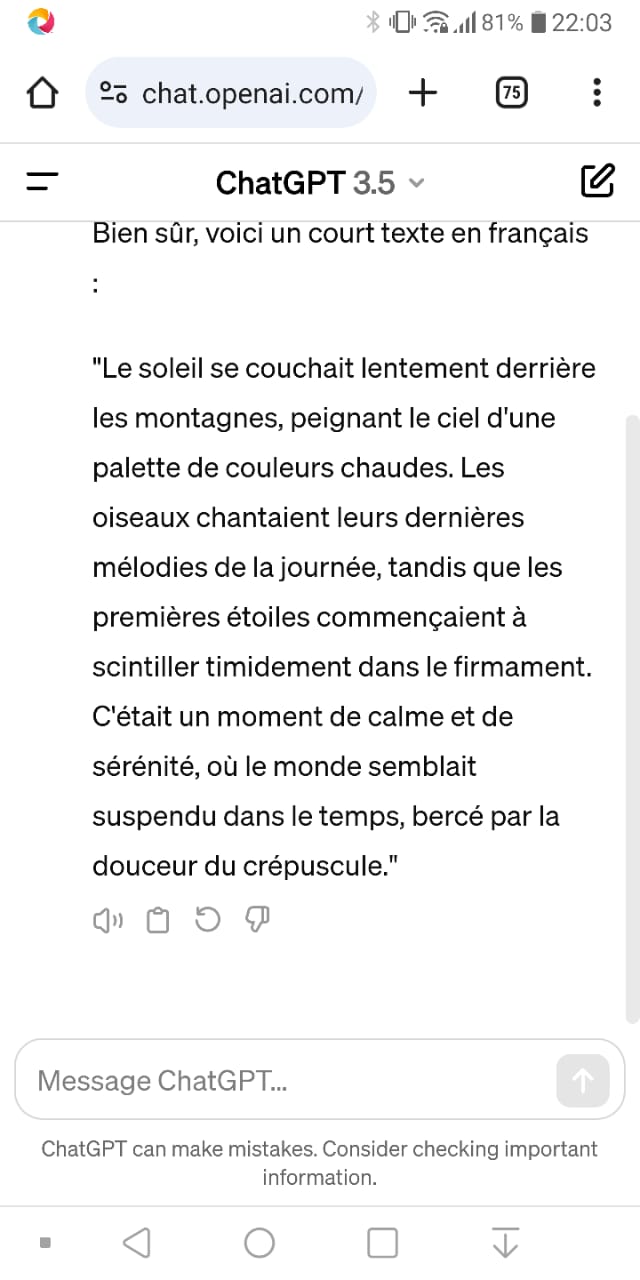 81% 22:03
chat.openai.com/
75
ChatGPT 3.5
Bien sûr, voici un court texte en français
:
"Le soleil se couchait lentement derrière
les montagnes, peignant le ciel d'une
palette de couleurs chaudes. Les
oiseaux chantaient leurs dernières
mélodies de la journée, tandis que les
premières étoiles commençaient à
scintiller timidement dans le firmament.
C'était un moment de calme et de
sérénité, où le monde semblait
suspendu dans le temps, bercé par la
douceur du crépuscule."
Message ChatGPT...
ChatGPT can make mistakes. Consider checking important
information.